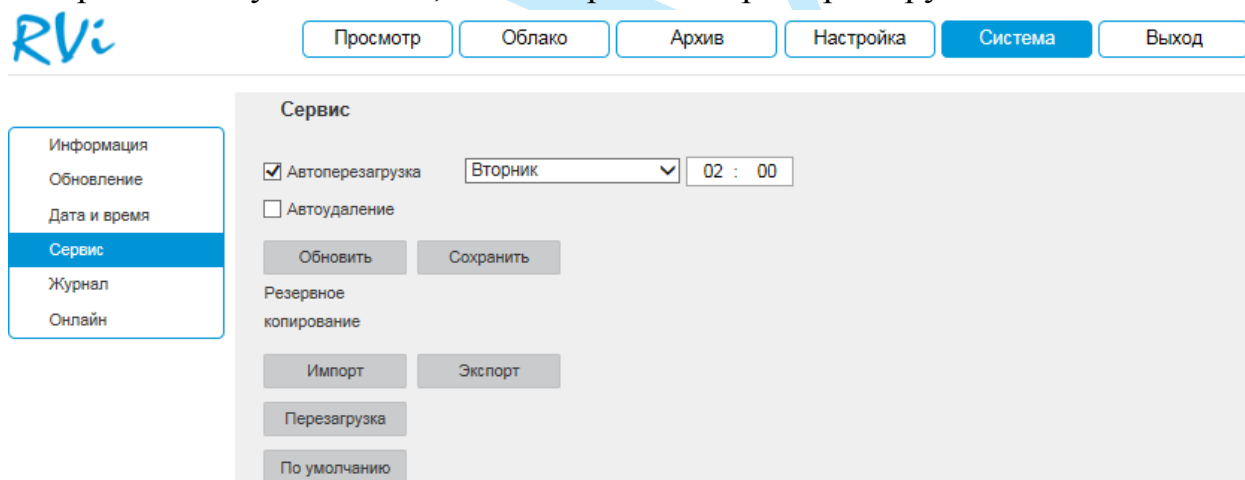 RVi Просмотр Облако Архив Настройка Система Выход
Сервис
Информация
Обновление
Дата и время
Сервис
Журнал
Онлайн
Автоперезагрузка Вторник 02 : 00
Автоудаление
Обновить Сохранить
Резервное
копирование
Импорт Экспорт
Перезагрузка
По умолчанию